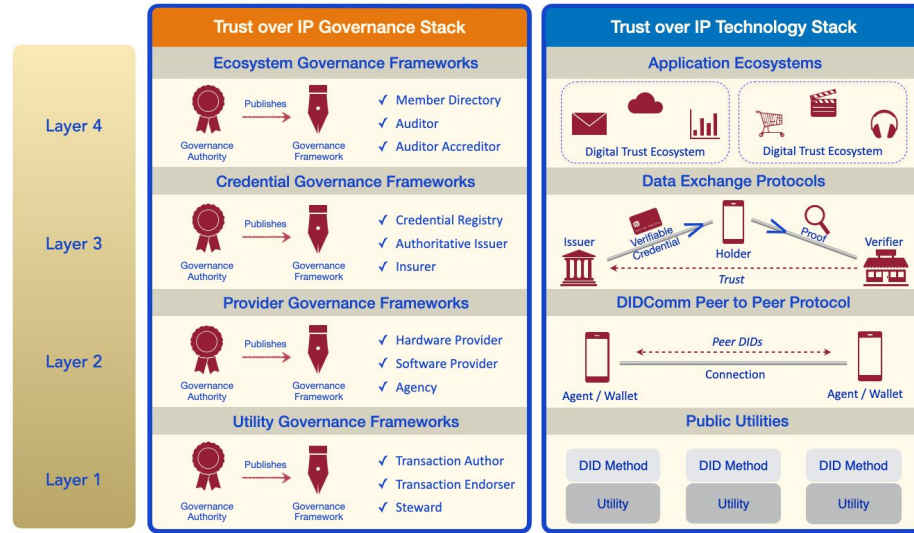 Trust over IP Governance Stack
Trust over IP Technology Stack
Layer 4
Ecosystem Governance Frameworks
Publishes
Governance
Authority
Governance
Framework
✓ Member Directory
✓ Auditor
✓ Auditor Accreditor
Application Ecosystems
Digital Trust Ecosystem
Digital Trust Ecosystem
Layer 3
Credential Governance Frameworks
Publishes
Governance
Authority
Governance
Framework
✓ Credential Registry
✓ Authoritative Issuer
✓ Insurer
Data Exchange Protocols
Issuer
Verifiable
Credential
Holder
Proof
Verifier
Trust
Layer 2
Provider Governance Frameworks
Publishes
Governance
Authority
Governance
Framework
✓ Hardware Provider
✓ Software Provider
✓ Agency
DIDComm Peer to Peer Protocol
Peer DIDs
Connection
Agent / Wallet
Agent / Wallet
Layer 1
Utility Governance Frameworks
Publishes
Governance
Authority
Governance
Framework
✓ Transaction Author
✓ Transaction Endorser
✓ Steward
Public Utilities
DID Method
DID Method
DID Method
Utility
Utility
Utility